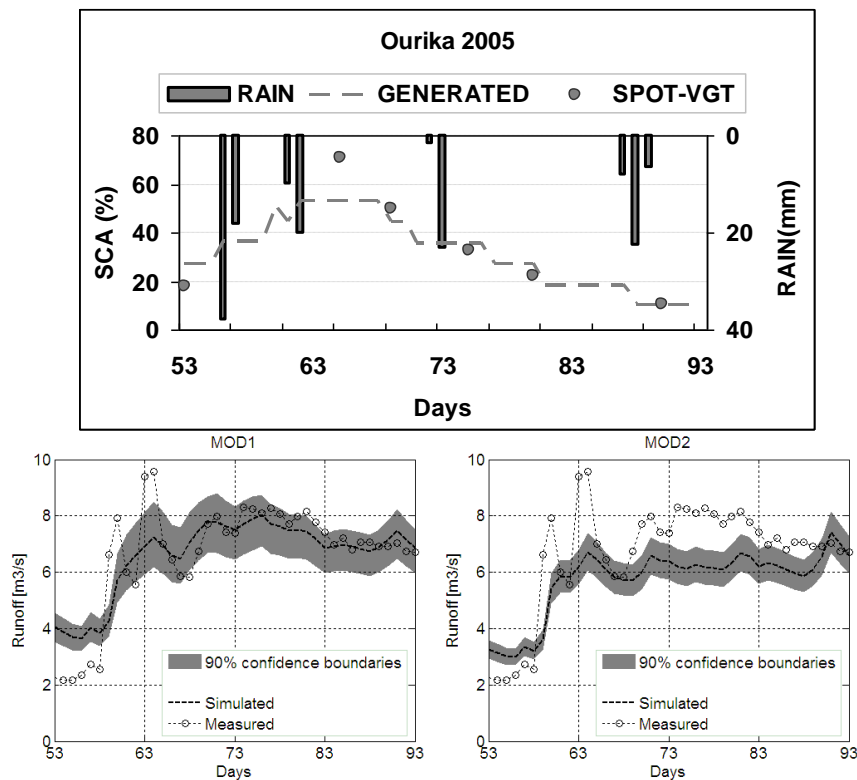 Ourika 2005
RAIN GENERATED SPOT-VGT
80 0
60
40 20
20
0 40
SCA (%)
RAIN(mm)
53 63 73 83 93
Days
MOD1
10
8
6
4
2
0
Runoff [m3/s]
90% confidence boundaries
Simulated
Measured
53 63 73 83 93
Days
MOD2
10
8
6
4
2
0
Runoff [m3/s]
90% confidence boundaries
Simulated
Measured
53 63 73 83 93
Days